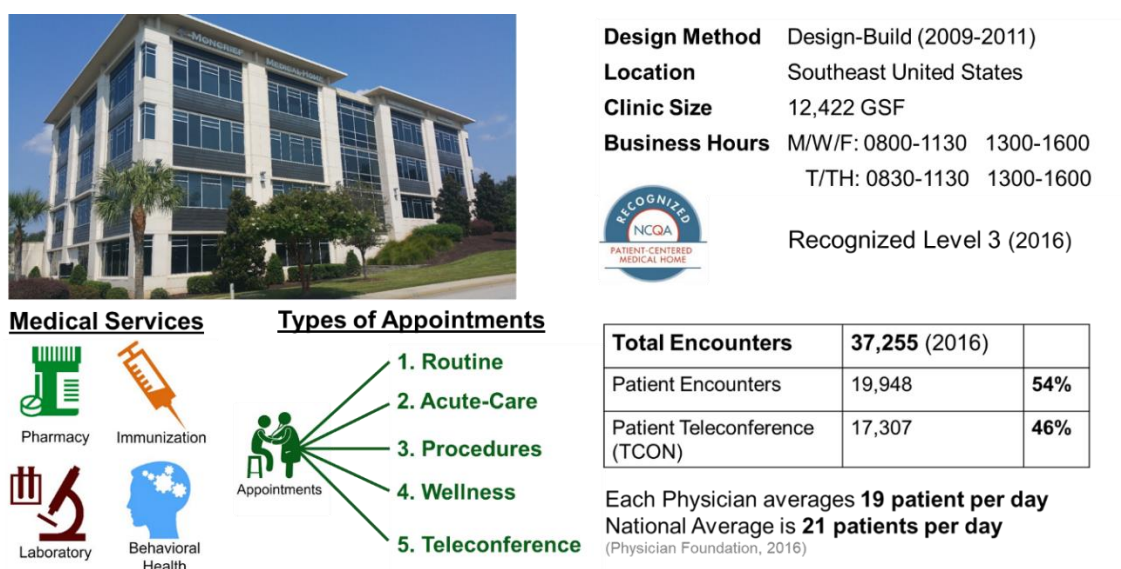 MONCRIEF
MEDICAL HOME
Design Method Design-Build (2009-2011)
Location Southeast United States
Clinic Size 12,422 GSF
Business Hours M/W/F: 0800-1130 1300-1600
T/TH: 0830-1130 1300-1600
RECOGNIZED
NCQA
PATIENT-CENTERED
MEDICAL HOME
Recognized Level 3 (2016)
Medical Services
Pharmacy
Immunization
Laboratory
Behavioral
Health
Types of Appointments
Appointments
1. Routine
2. Acute-Care
3. Procedures
4. Wellness
5. Teleconference
Total Encounters 37,255 (2016)
Patient Encounters 19,948 54%
Patient Teleconference
(TCON) 17,307 46%
Each Physician averages 19 patient per day
National Average is 21 patients per day
(Physician Foundation, 2016)